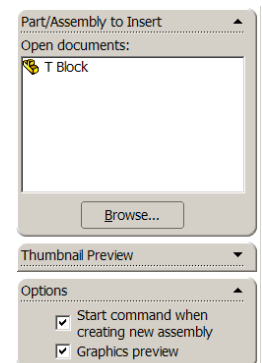 Part/Assembly to Insert
Open documents:
T Block
Browse...
Thumbnail Preview
Options
Start command when
creating new assembly
Graphics preview